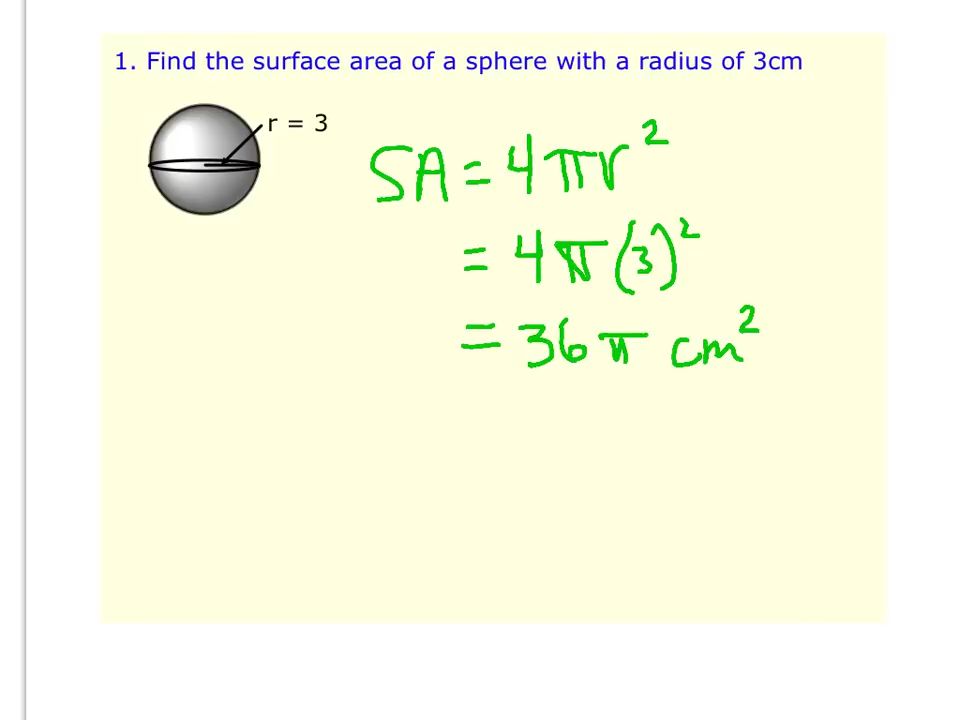 1. Find the surface area of a sphere with a radius of 3cm
r = 3
SA = 4πr²
= 4π(3)²
= 36π cm²